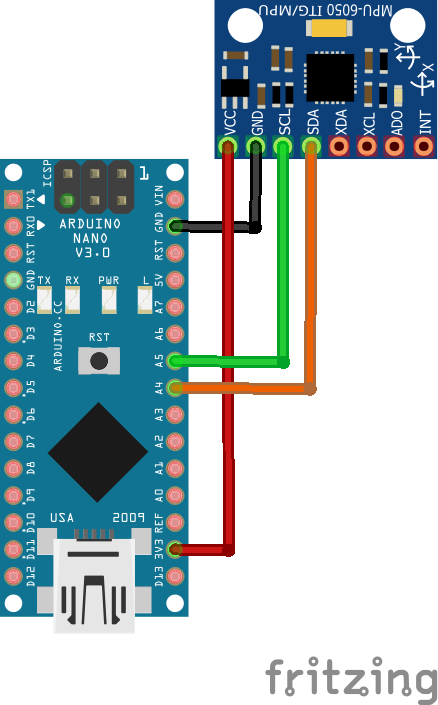 MPU-6050 ITG/MPU
Y
X
VCC
GND
SCL
SDA
XDA
XCL
ADO
INT
ICSP
1
ARDUINO
NANO
V3.0
TX1
RX0
RST
GND
D2
D3
D4
D5
D6
D7
D8
D9
D10
D11
D12
VIN
GND
RST
5V
A7
A6
A5
A4
A3
A2
A1
A0
REF
3V3
D13
TX
RX
PWR
L
ARDUINO.CC
RST
USA
2009
fritzing